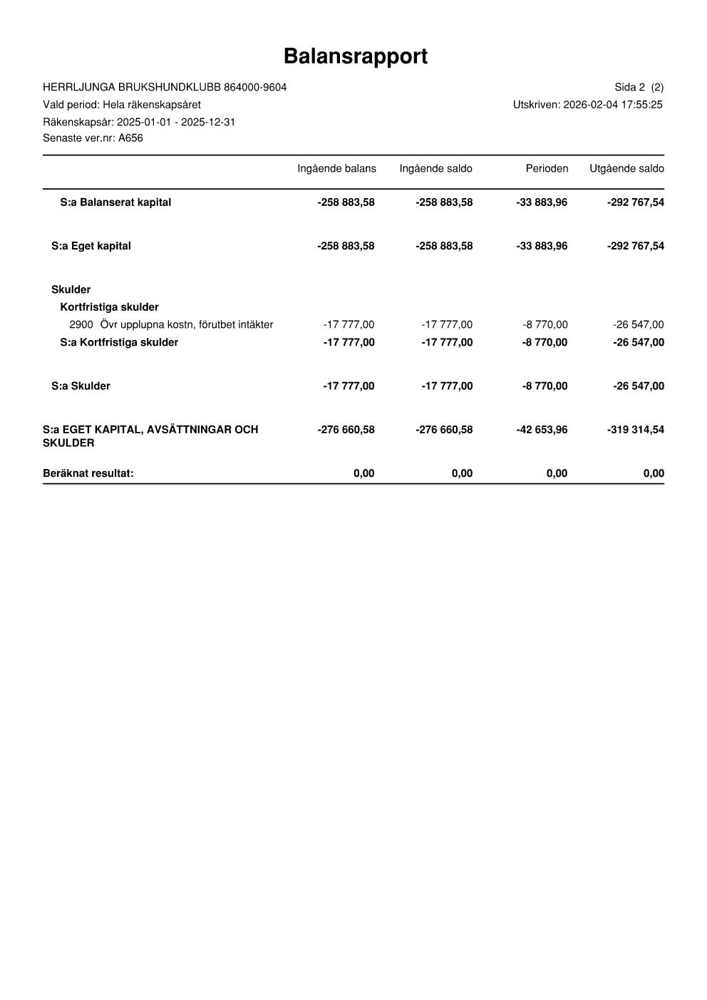 Balansrapport
HERRLJUNGA BRUKSHUNDKLUBB 864000-9604 Sida 2 (2)
Vald period: Hela räkenskapsåret Utskriven: 2026-02-04 17:55:25
Räkenskapsår: 2025-01-01 - 2025-12-31
Senaste ver.nr: A656
Ingående balans Ingående saldo Perioden Utgående saldo
S:a Balanserat kapital -258 883,58 -258 883,58 -33 883,96 -292 767,54
S:a Eget kapital -258 883,58 -258 883,58 -33 883,96 -292 767,54
Skulder
Kortfristiga skulder
2900 Övr upplupna kostn, förutbet intäkter -17 777,00 -17 777,00 -8 770,00 -26 547,00
S:a Kortfristiga skulder -17 777,00 -17 777,00 -8 770,00 -26 547,00
S:a Skulder -17 777,00 -17 777,00 -8 770,00 -26 547,00
S:a EGET KAPITAL, AVSÄTTNINGAR OCH -276 660,58 -276 660,58 -42 653,96 -319 314,54
SKULDER
Beräknat resultat: 0,00 0,00 0,00 0,00